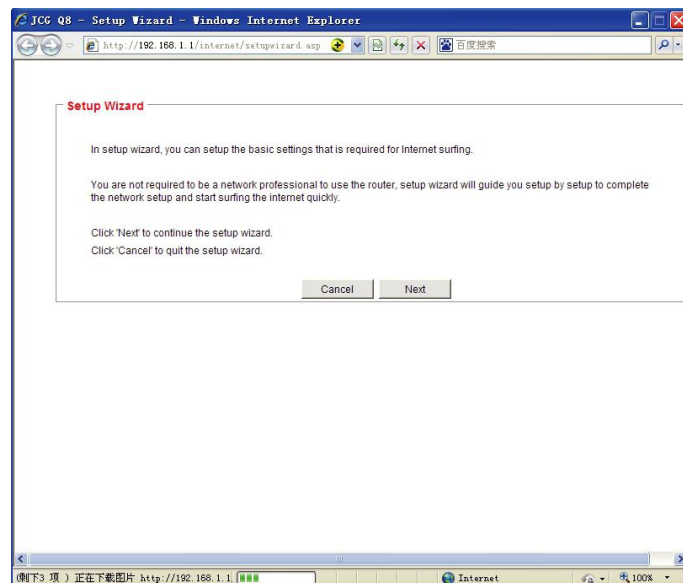 JCG Q8 - Setup Wizard - Windows Internet Explorer
http://192.168.1.1/internet/setupwizard.asp
百度搜索
Setup Wizard
In setup wizard, you can setup the basic settings that is required for Internet surfing.
You are not required to be a network professional to use the router, setup wizard will guide you setup by setup to complete
the network setup and start surfing the internet quickly.
Click 'Next' to continue the setup wizard.
Click 'Cancel' to quit the setup wizard.
Cancel Next
(剩下3 项 ) 正在下载图片 http://192.168.1.1 Internet 100%